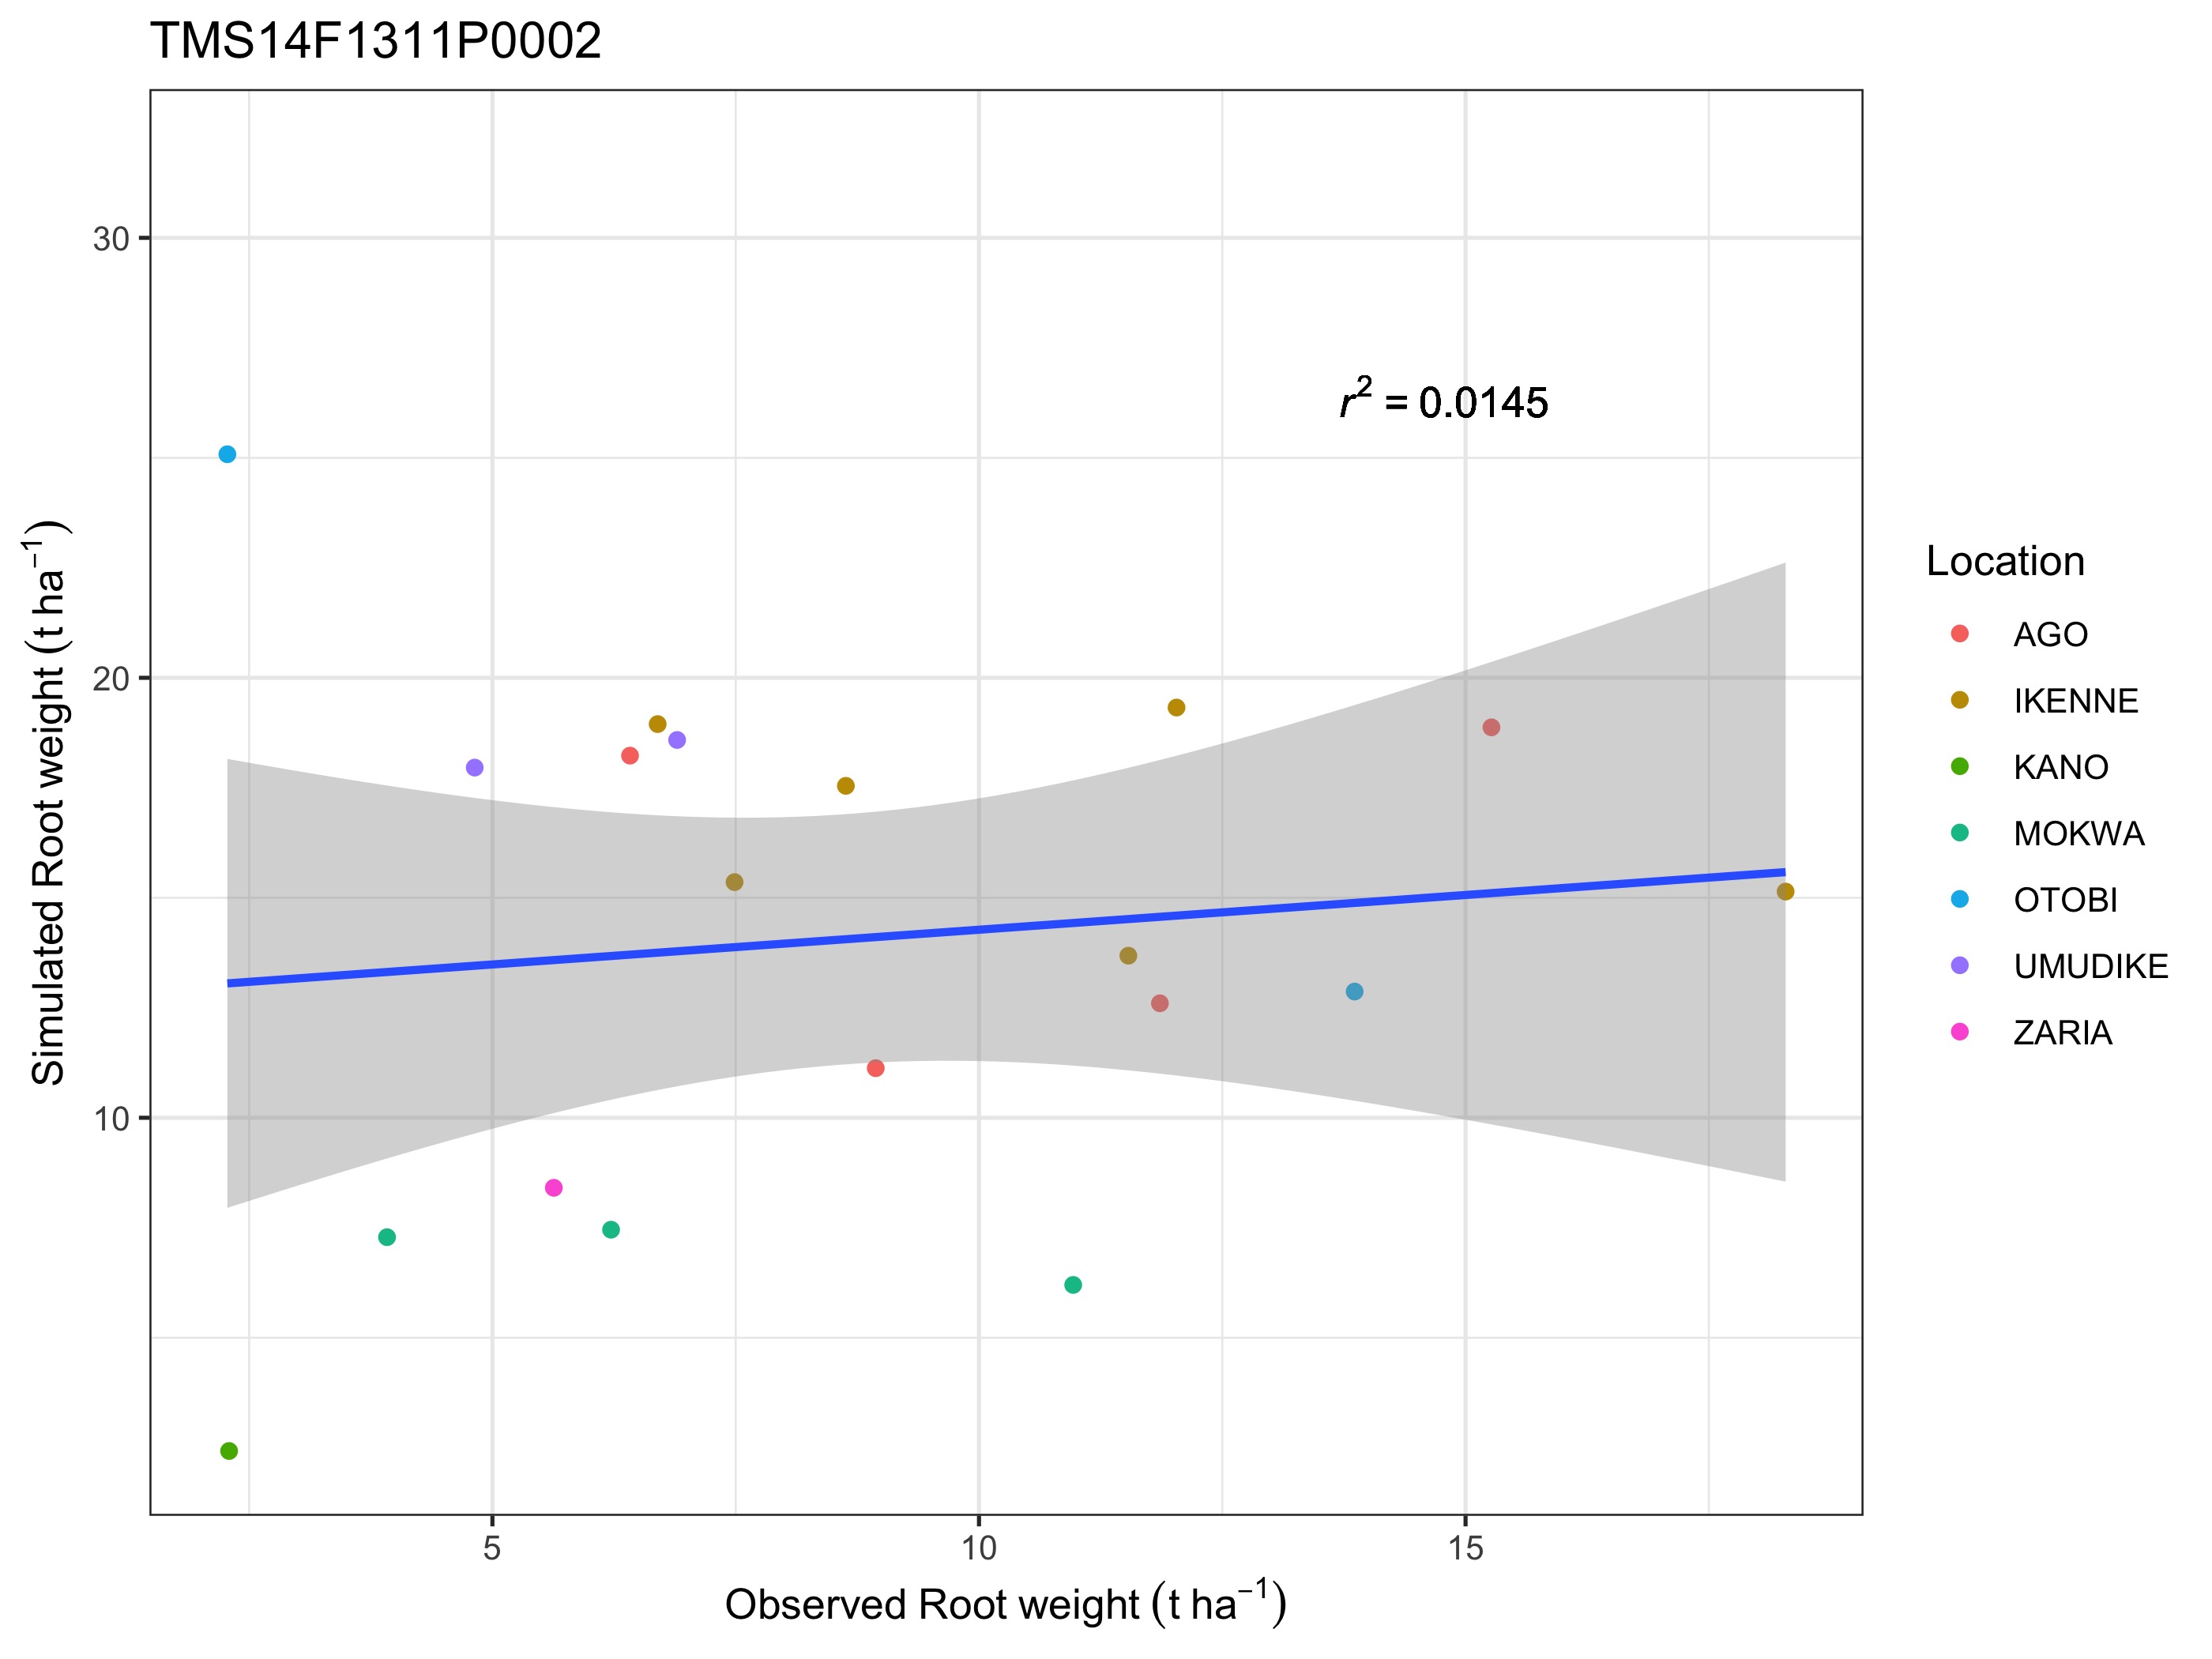 TMS14F1311P0002
30
20
10
r² = 0.0145
Simulated Root weight (t ha⁻¹)
5 10 15
Observed Root weight (t ha⁻¹)
Location
AGO
IKENNE
KANO
MOKWA
OTOBI
UMUDIKE
ZARIA